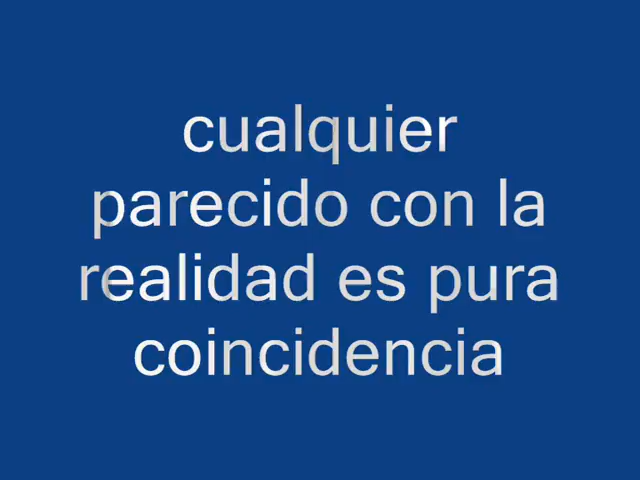 cualquier
parecido con la
realidad es pura
coincidencia